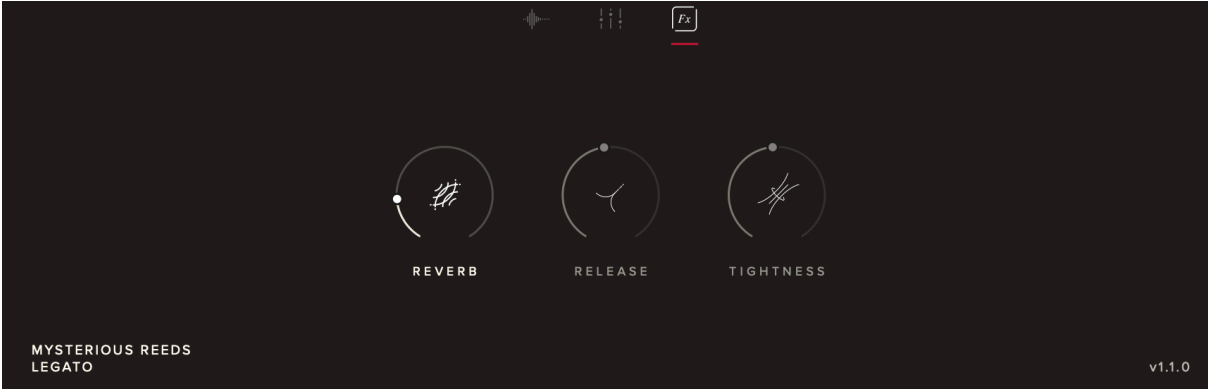 Fx
REVERB
RELEASE
TIGHTNESS
MYSTERIOUS REEDS
LEGATO
v1.1.0